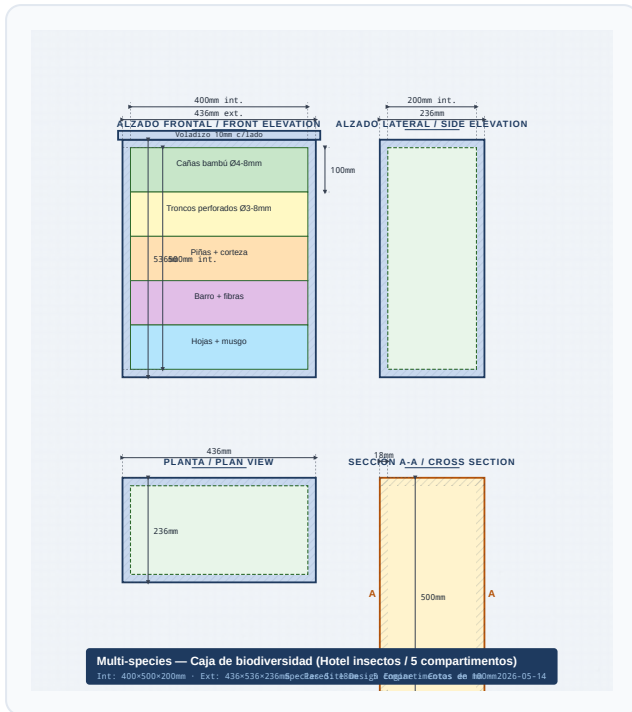 400mm int.
436mm ext.
ALZADO FRONTAL / FRONT ELEVATION
Voladizo 10mm c/lado
200mm int.
236mm
ALZADO LATERAL / SIDE ELEVATION
Cañas bambú Ø4-8mm
100mm
Troncos perforados Ø3-8mm
Piñas + corteza
536mm
500mm int.
Barro + fibras
Hojas + musgo
436mm
PLANTA / PLAN VIEW
236mm
18mm
SECCIÓN A-A / CROSS SECTION
A
A
500mm
Multi-species — Caja de biodiversidad (Hotel insectos / 5 compartimentos)
Int: 400×500×200mm · Ext: 436×536×236mm
2026-05-14